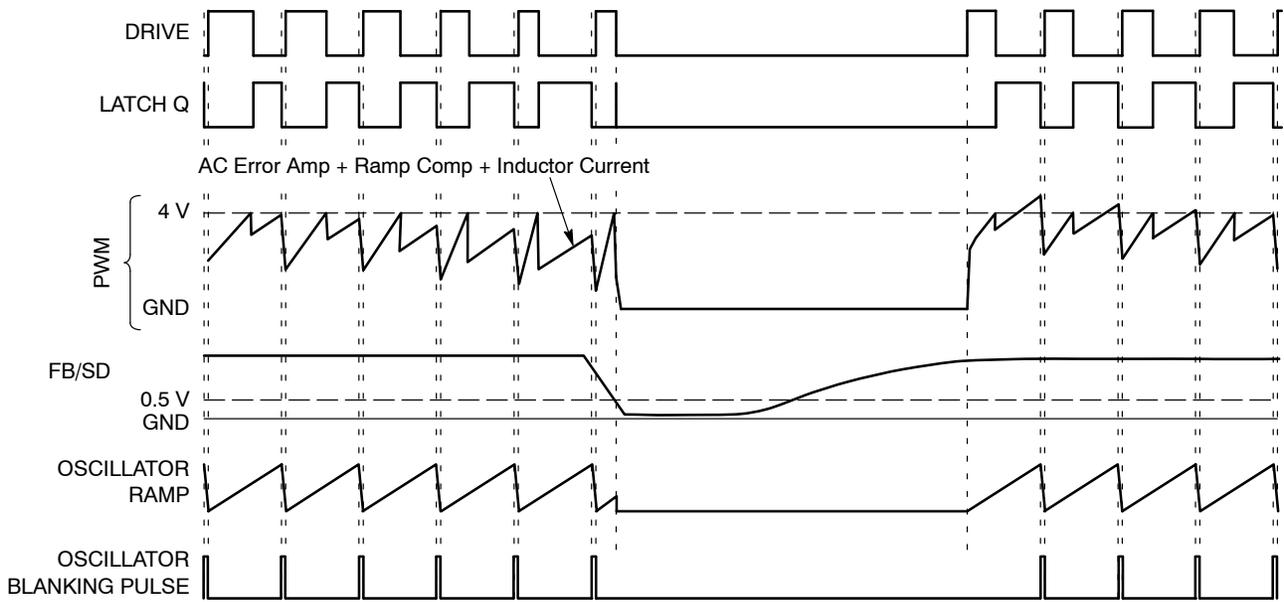 DRIVE
LATCH Q
AC Error Amp + Ramp Comp + Inductor Current
4 V
PWM
GND
FB/SD
0.5 V
GND
OSCILLATOR
RAMP
OSCILLATOR
BLANKING PULSE